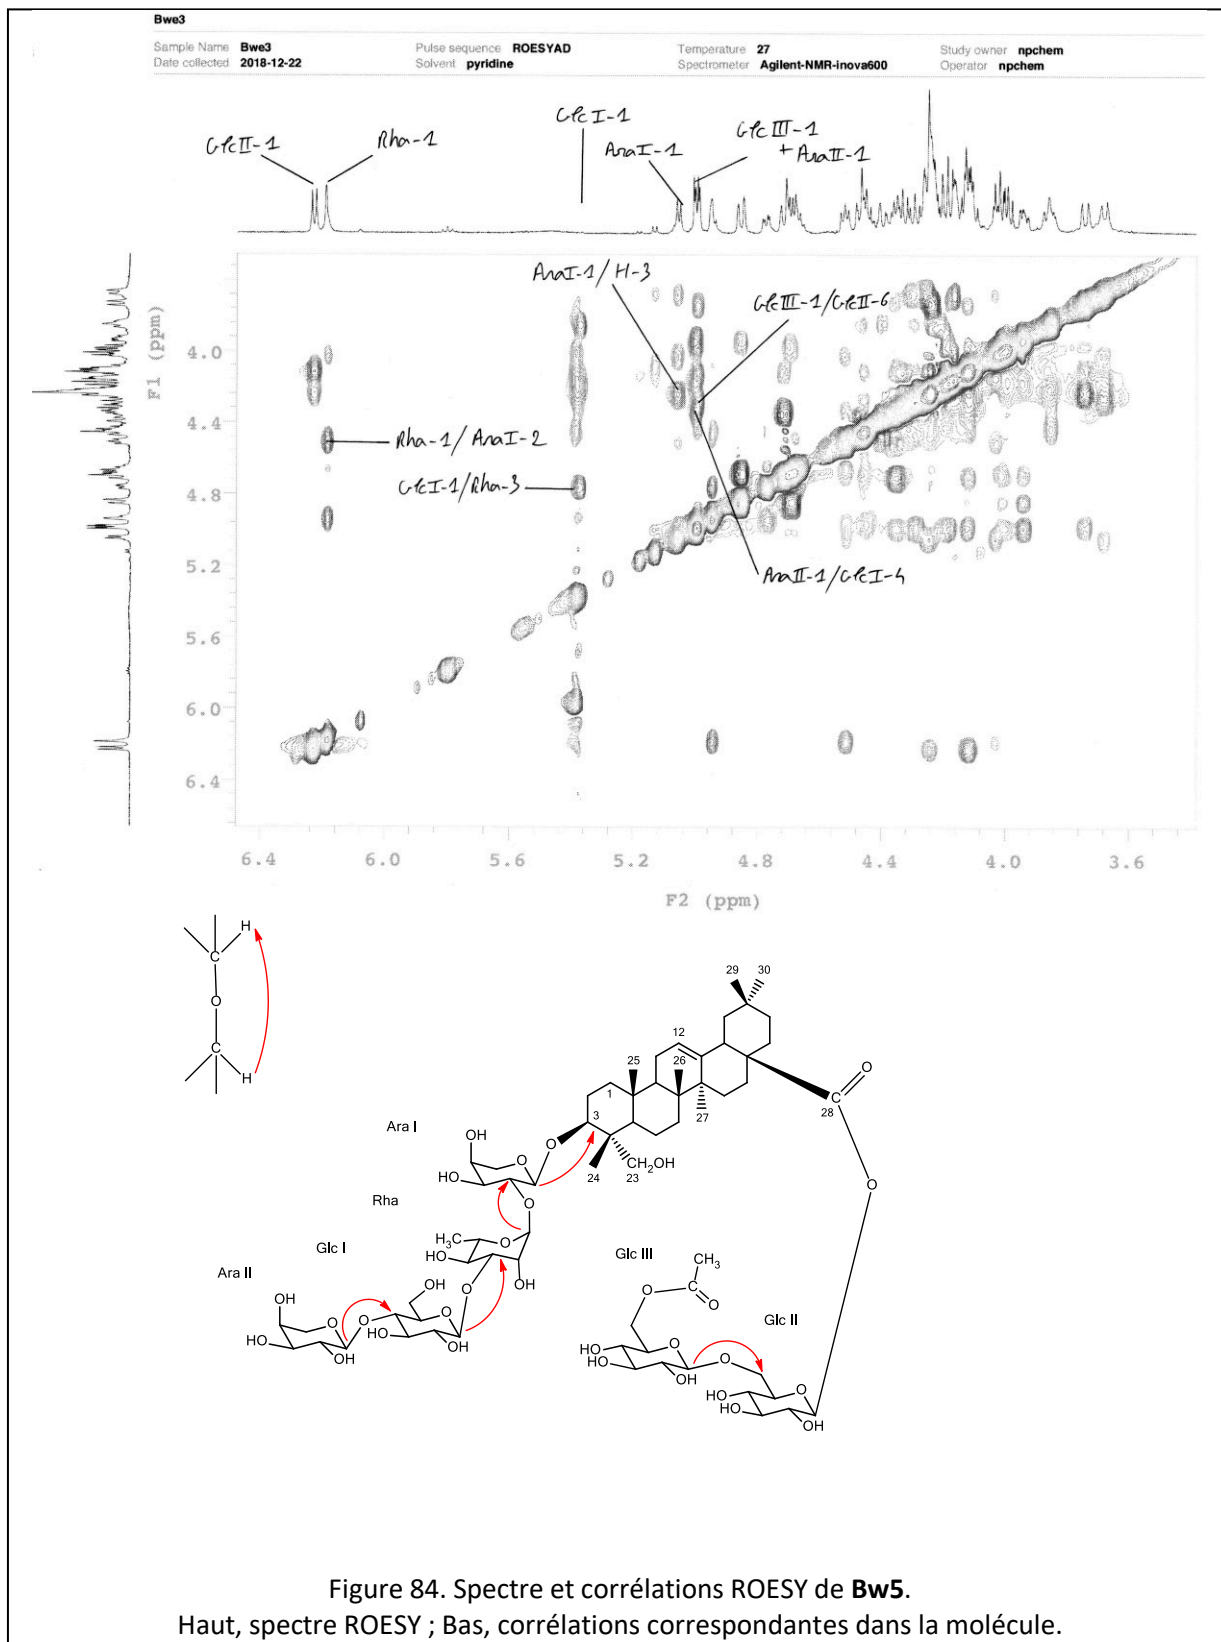 Bwe3
Sample Name Bwe3 Pulse sequence ROESYAD Temperature 27 Study owner npchem
Date collected 2018-12-22 Solvent pyridine Spectrometer Agilent-NMR-inova600 Operator npchem
GlcII-1
Rha-1
GlcI-1
AraI-1
GlcIII-1
+ AraII-1
AraI-1/H-3
GlcIII-1/GlcII-6
Rha-1/AraI-2
GlcI-1/Rha-3
AraII-1/GlcI-4
F1 (ppm)
4.0
4.4
4.8
5.2
5.6
6.0
6.4
6.4 6.0 5.6 5.2 4.8 4.4 4.0 3.6
F2 (ppm)
H
C
O
C
H
29 30
12
25 26
1
27
3
O
C
28
O
O
CH₂OH
24 23
Ara I
OH
O
HO
O
Rha
H₃C
O
HO
O
OH
Glc I
OH
O
O
HO
OH
Ara II
OH
O
O
HO
OH
Glc III
CH₃
O
C
O
O
HO
HO
OH
O
Glc II
O
HO
HO
OH
Figure 84. Spectre et corrélations ROESY de Bw5.
Haut, spectre ROESY ; Bas, corrélations correspondantes dans la molécule.